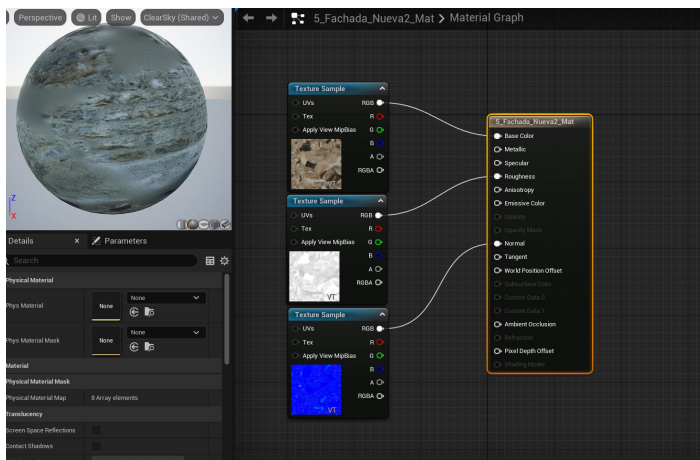 Perspective
Lit
Show
ClearSky (Shared)
5_Fachada_Nueva2_Mat
Material Graph
Z
X
Details
Parameters
Search
Physical Material
Phys Material
None
None
Phys Material Mask
None
None
Material
Physical Material Mask
Physical Material Map
8 Array elements
Translucency
Screen Space Reflections
Contact Shadows
Texture Sample
UVs
RGB
Tex
R
Apply View MipBias
G
B
A
RGBA
Texture Sample
UVs
RGB
Tex
R
Apply View MipBias
G
B
A
RGBA
VT
Texture Sample
UVs
RGB
Tex
R
Apply View MipBias
G
B
A
RGBA
VT
5_Fachada_Nueva2_Mat
Base Color
Metallic
Specular
Roughness
Anisotropy
Emissive Color
Opacity
Opacity Mask
Normal
Tangent
World Position Offset
Subsurface Color
Custom Data 0
Custom Data 1
Ambient Occlusion
Refraction
Pixel Depth Offset
Shading Model